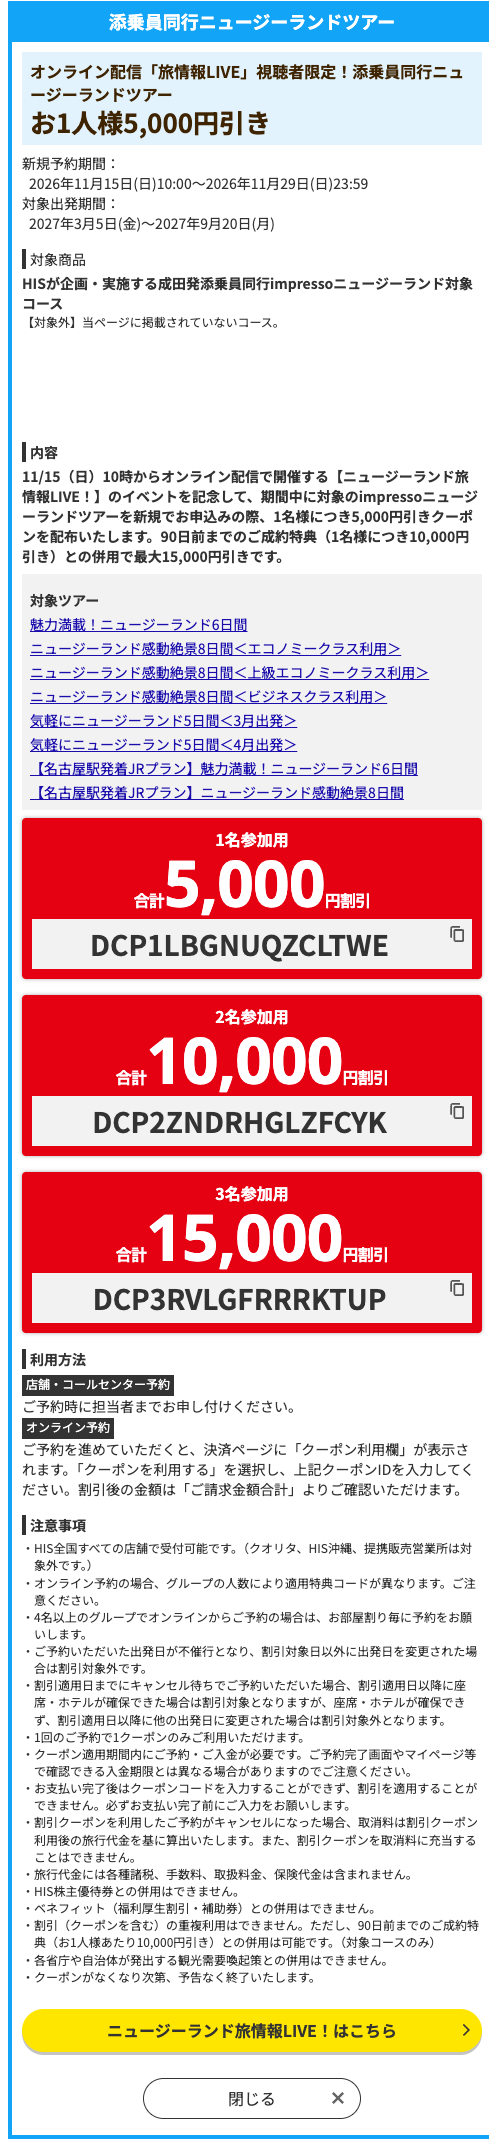 添乗員同行ニュージーランドツアー
オンライン配信「旅情報LIVE」視聴者限定！添乗員同行ニュ
ージーランドツアー
お1人様5,000円引き
新規予約期間：
2026年11月15日(日)10:00～2026年11月29日(日)23:59
対象出発期間：
2027年3月5日(金)～2027年9月20日(月)
対象商品
HISが企画・実施する成田発添乗員同行impressoニュージーランド対象
コース
【対象外】当ページに掲載されていないコース。
内容
11/15（日）10時からオンライン配信で開催する【ニュージーランド旅
情報LIVE！】のイベントを記念して、期間中に対象のimpressoニュージ
ーランドツアーを新規でお申込みの際、1名様につき5,000円引きクーポ
ンを配布いたします。90日前までのご成約特典（1名様につき10,000円
引き）との併用で最大15,000円引きです。
対象ツアー
魅力満載！ニュージーランド6日間
ニュージーランド感動絶景8日間＜エコノミークラス利用＞
ニュージーランド感動絶景8日間＜上級エコノミークラス利用＞
ニュージーランド感動絶景8日間＜ビジネスクラス利用＞
気軽にニュージーランド5日間＜3月出発＞
気軽にニュージーランド5日間＜4月出発＞
【名古屋駅発着JRプラン】魅力満載！ニュージーランド6日間
【名古屋駅発着JRプラン】ニュージーランド感動絶景8日間
1名参加用
合計5,000円割引
DCP1LBGNUQZCLTWE
2名参加用
合計10,000円割引
DCP2ZNDRHGLZFCYK
3名参加用
合計15,000円割引
DCP3RVLGFRRRKTUP
利用方法
店舗・コールセンター予約
ご予約時に担当者までお申し付けください。
オンライン予約
ご予約を進めていただくと、決済ページに「クーポン利用欄」が表示さ
れます。「クーポンを利用する」を選択し、上記クーポンIDを入力してく
ださい。割引後の金額は「ご請求金額合計」よりご確認いただけます。
注意事項
・HIS全国すべての店舗で受付可能です。（クオリタ、HIS沖縄、提携販売営業所は対
象外です。）
・オンライン予約の場合、グループの人数により適用特典コードが異なります。ご注
意ください。
・4名以上のグループでオンラインからご予約の場合は、お部屋割り毎に予約をお願
いします。
・ご予約いただいた出発日が不催行となり、割引対象日以外に出発日を変更された場
合は割引対象外です。
・割引適用日までにキャンセル待ちでご予約いただいた場合、割引適用日以降に座
席・ホテルが確保できた場合は割引対象となりますが、座席・ホテルが確保でき
ず、割引適用日以降に他の出発日に変更された場合は割引対象外となります。
・1回のご予約で1クーポンのみご利用いただけます。
・クーポン適用期間内にご予約・ご入金が必要です。ご予約完了画面やマイページ等
で確認できる入金期限とは異なる場合がありますのでご注意ください。
・お支払い完了後はクーポンコードを入力することができず、割引を適用することが
できません。必ずお支払い完了前にご入力をお願いします。
・割引クーポンを利用したご予約がキャンセルになった場合、取消料は割引クーポン
利用後の旅行代金を基に算出いたします。また、割引クーポンを取消料に充当する
ことはできません。
・旅行代金には各種諸税、手数料、取扱料金、保険代金は含まれません。
・HIS株主優待券との併用はできません。
・ベネフィット（福利厚生割引・補助券）との併用はできません。
・割引（クーポンを含む）の重複利用はできません。ただし、90日前までのご成約特
典（お1人様あたり10,000円引き）との併用は可能です。（対象コースのみ）
・各省庁や自治体が発出する観光需要喚起策との併用はできません。
・クーポンがなくなり次第、予告なく終了いたします。
ニュージーランド旅情報LIVE！はこちら
閉じる